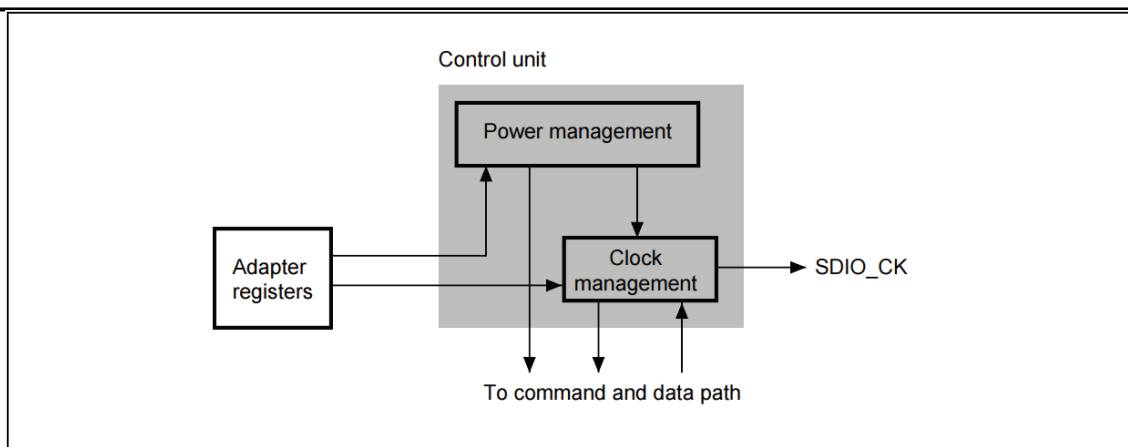 Control unit
Power management
Adapter
registers
Clock
management
SDIO_CK
To command and data path